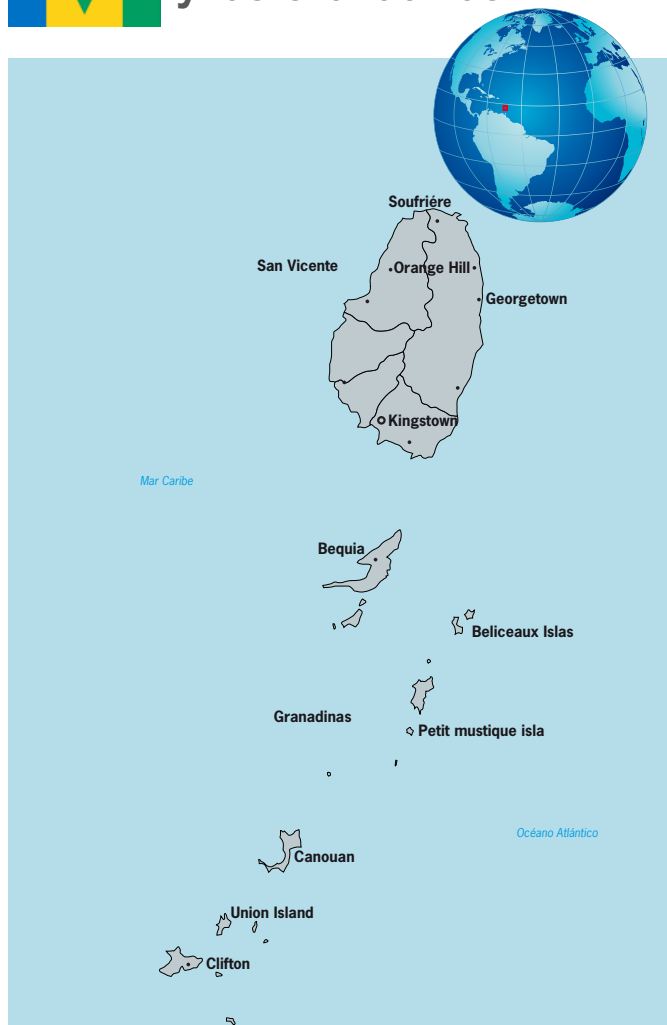 Soufriére
San Vicente
Orange Hill
Georgetown
Kingstown
Mar Caribe
Bequia
Beliceaux Islas
Granadinas
Petit mustique isla
Océano Atlántico
Canouan
Union Island
Clifton